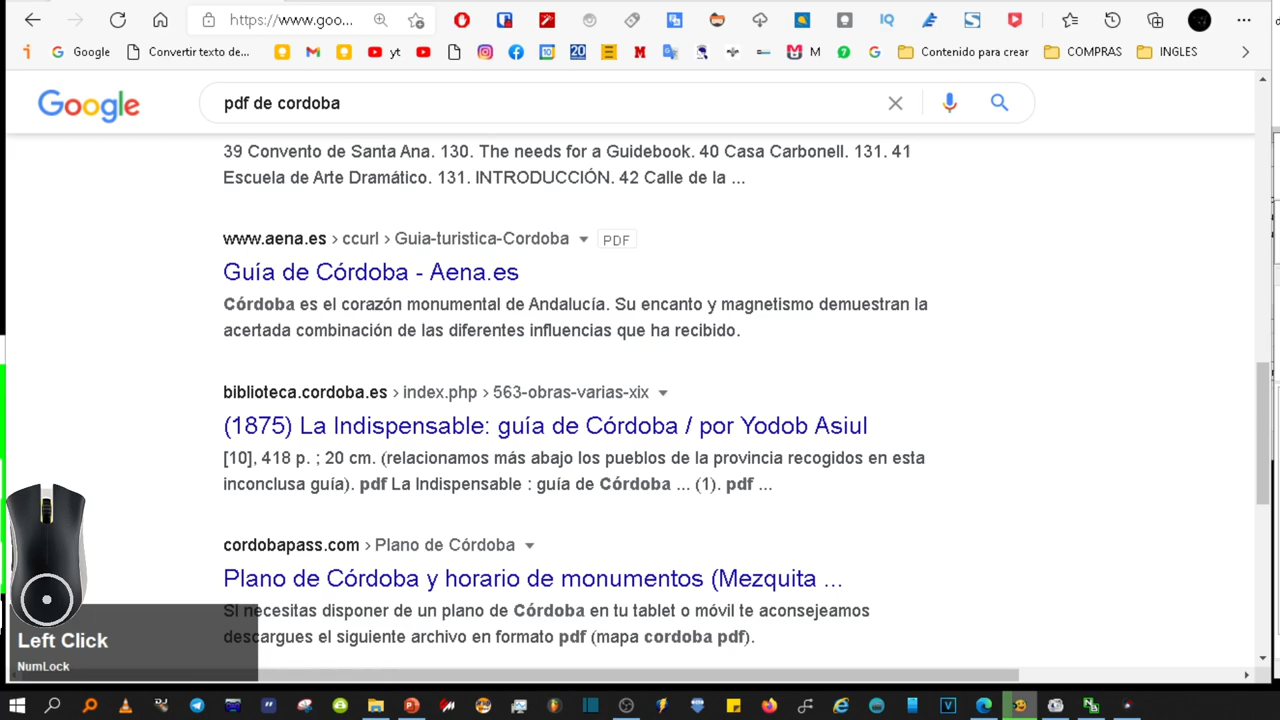 https://www.goo...
Google
Convertir texto de...
yt
M
Contenido para crear
COMPRAS
INGLES
Google
pdf de cordoba
39 Convento de Santa Ana. 130. The needs for a Guidebook. 40 Casa Carbonell. 131. 41
Escuela de Arte Dramático. 131. INTRODUCCIÓN. 42 Calle de la ...
www.aena.es › ccurl › Guia-turistica-Cordoba PDF
Guía de Córdoba - Aena.es
Córdoba es el corazón monumental de Andalucía. Su encanto y magnetismo demuestran la
acertada combinación de las diferentes influencias que ha recibido.
biblioteca.cordoba.es › index.php › 563-obras-varias-xix
(1875) La Indispensable: guía de Córdoba / por Yodob Asiul
[10], 418 p. ; 20 cm. (relacionamos más abajo los pueblos de la provincia recogidos en esta
inconclusa guía). pdf La Indispensable : guía de Córdoba ... (1). pdf ...
cordobapass.com › Plano de Córdoba
Plano de Córdoba y horario de monumentos (Mezquita ...
Si necesitas disponer de un plano de Córdoba en tu tablet o móvil te aconsejamos
descargues el siguiente archivo en formato pdf (mapa cordoba pdf).
Left Click
NumLock